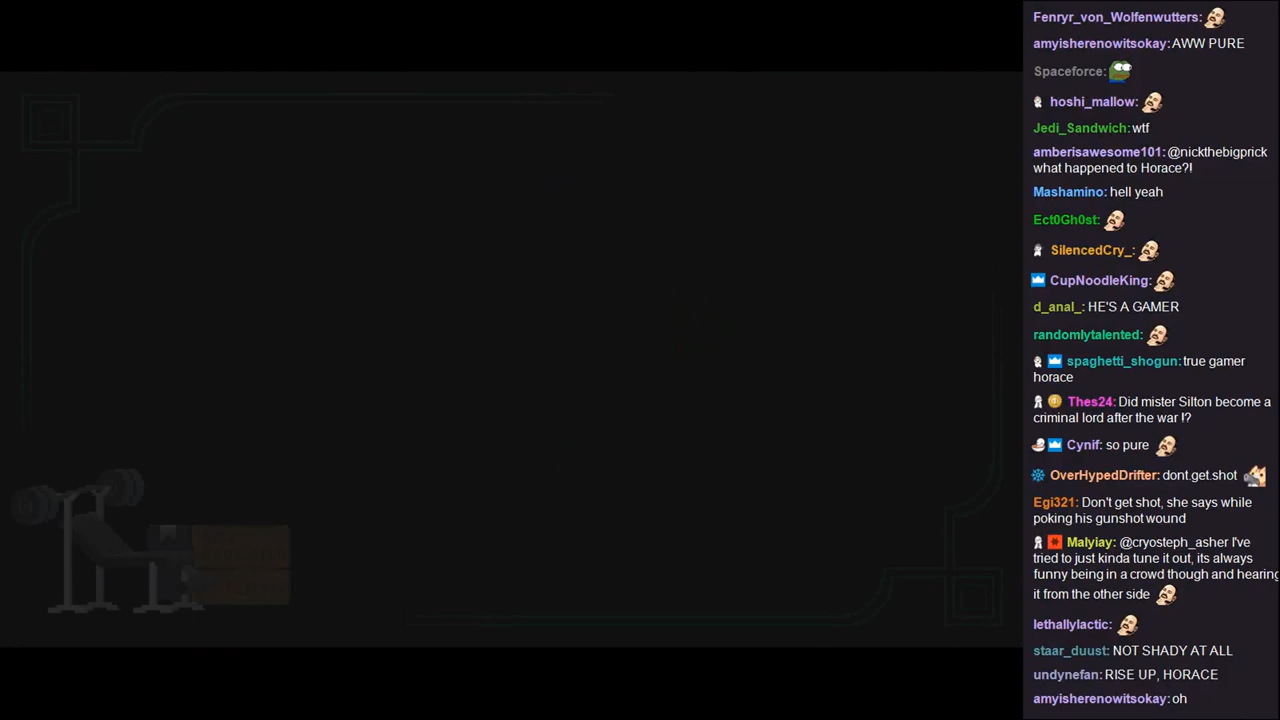 Fenryr_von_Wolfenwutters:
amyisherenowitsokay: AWW PURE
Spaceforce:
hoshi_mallow:
Jedi_Sandwich: wtf
amberisawesome101: @nickthebigprick
what happened to Horace?!
Mashamino: hell yeah
Ect0Gh0st:
SilencedCry_:
CupNoodleKing:
d_anal_: HE'S A GAMER
randomlytalented:
spaghetti_shogun: true gamer
horace
Thes24: Did mister Silton become a
criminal lord after the war !?
Cynif: so pure
OverHypedDrifter: dont.get.shot
Egi321: Don't get shot, she says while
poking his gunshot wound
Malyiay: @cryosteph_asher I've
tried to just kinda tune it out, its always
funny being in a crowd though and hearing
it from the other side
lethallylactic:
staar_duust: NOT SHADY AT ALL
undynefan: RISE UP, HORACE
amyisherenowitsokay: oh